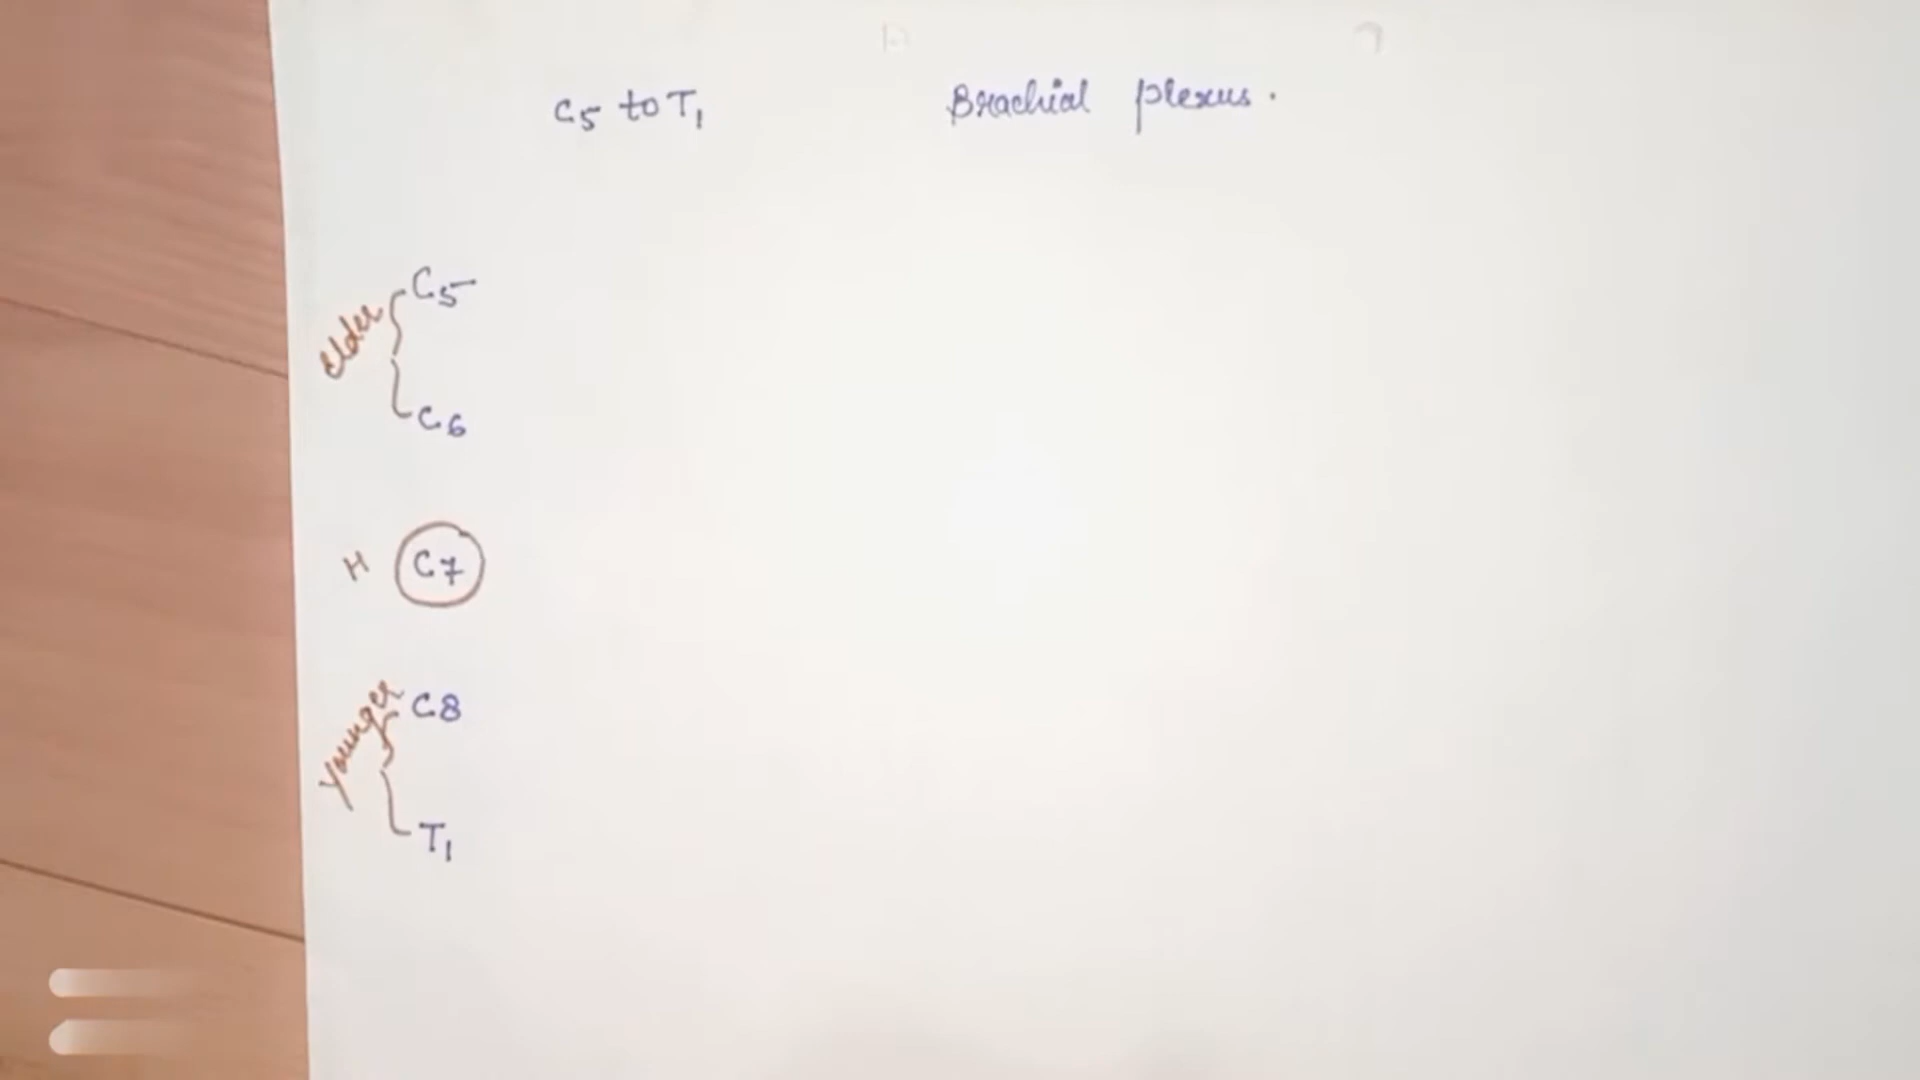 C5 to T1 Brachial plexus.
elder
C5
C6
H C7
Younger
C8
T1